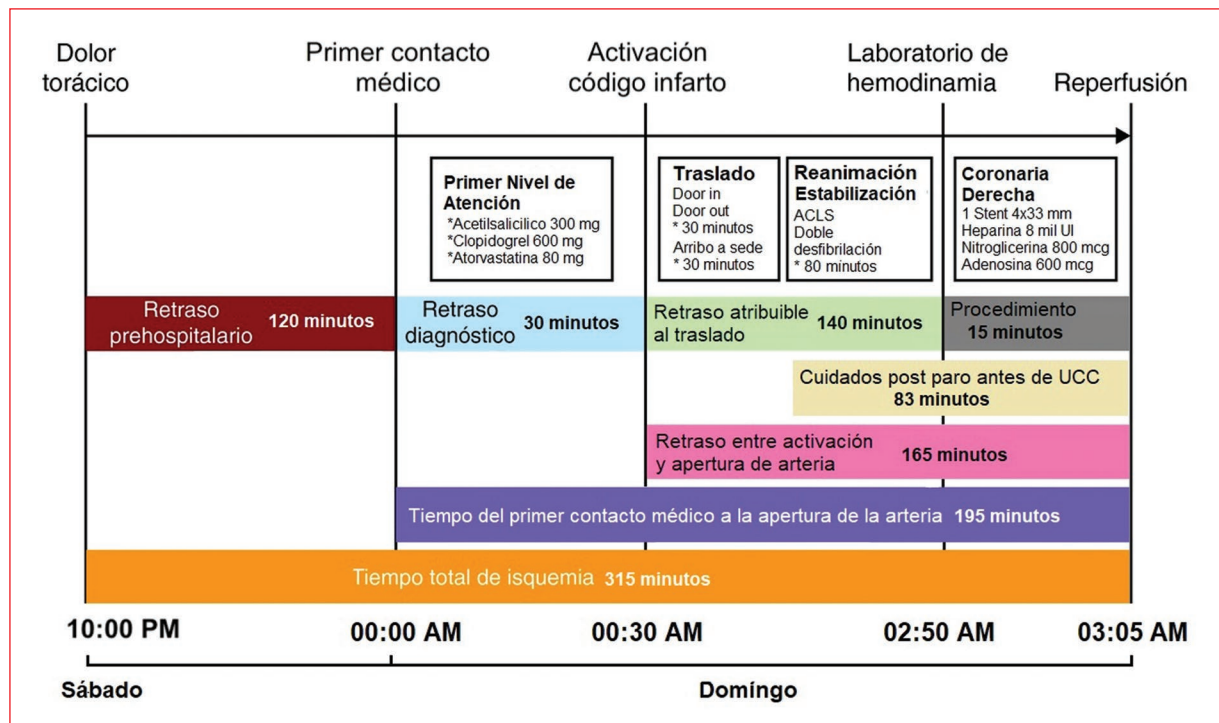 Dolor
torácico
Primer contacto
médico
Activación
código infarto
Laboratorio de
hemodinamia
Reperfusión
Primer Nivel de
Atención
*Acetilsalicilico 300 mg
*Clopidogrel 600 mg
*Atorvastatina 80 mg
Traslado
Door in
Door out
* 30 minutos
Arribo a sede
* 30 minutos
Reanimación
Estabilización
ACLS
Doble
desfibrilación
* 80 minutos
Coronaria
Derecha
1 Stent 4x33 mm
Heparina 8 mil UI
Nitroglicerina 800 mcg
Adenosina 600 mcg
Retraso
prehospitalario
120 minutos
Retraso
diagnóstico
30 minutos
Retraso atribuible
al traslado
140 minutos
Procedimiento
15 minutos
Cuidados post paro antes de UCC
83 minutos
Retraso entre activación
y apertura de arteria
165 minutos
Tiempo del primer contacto médico a la apertura de la arteria 195 minutos
Tiempo total de isquemia 315 minutos
10:00 PM
00:00 AM
00:30 AM
02:50 AM
03:05 AM
Sábado
Domíngo